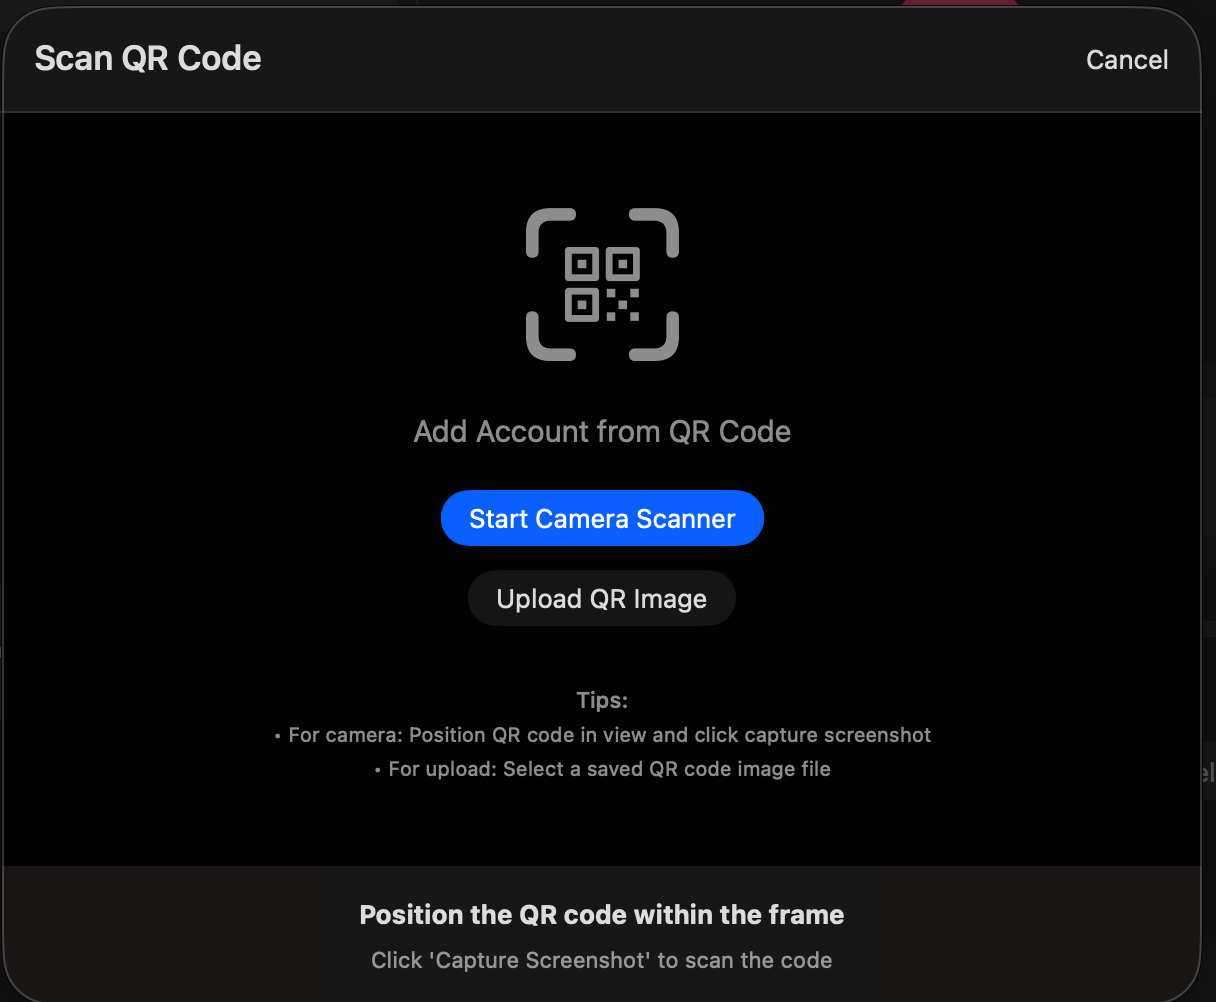 Scan QR Code
Cancel
Add Account from QR Code
Start Camera Scanner
Upload QR Image
Tips:
• For camera: Position QR code in view and click capture screenshot
• For upload: Select a saved QR code image file
Position the QR code within the frame
Click 'Capture Screenshot' to scan the code